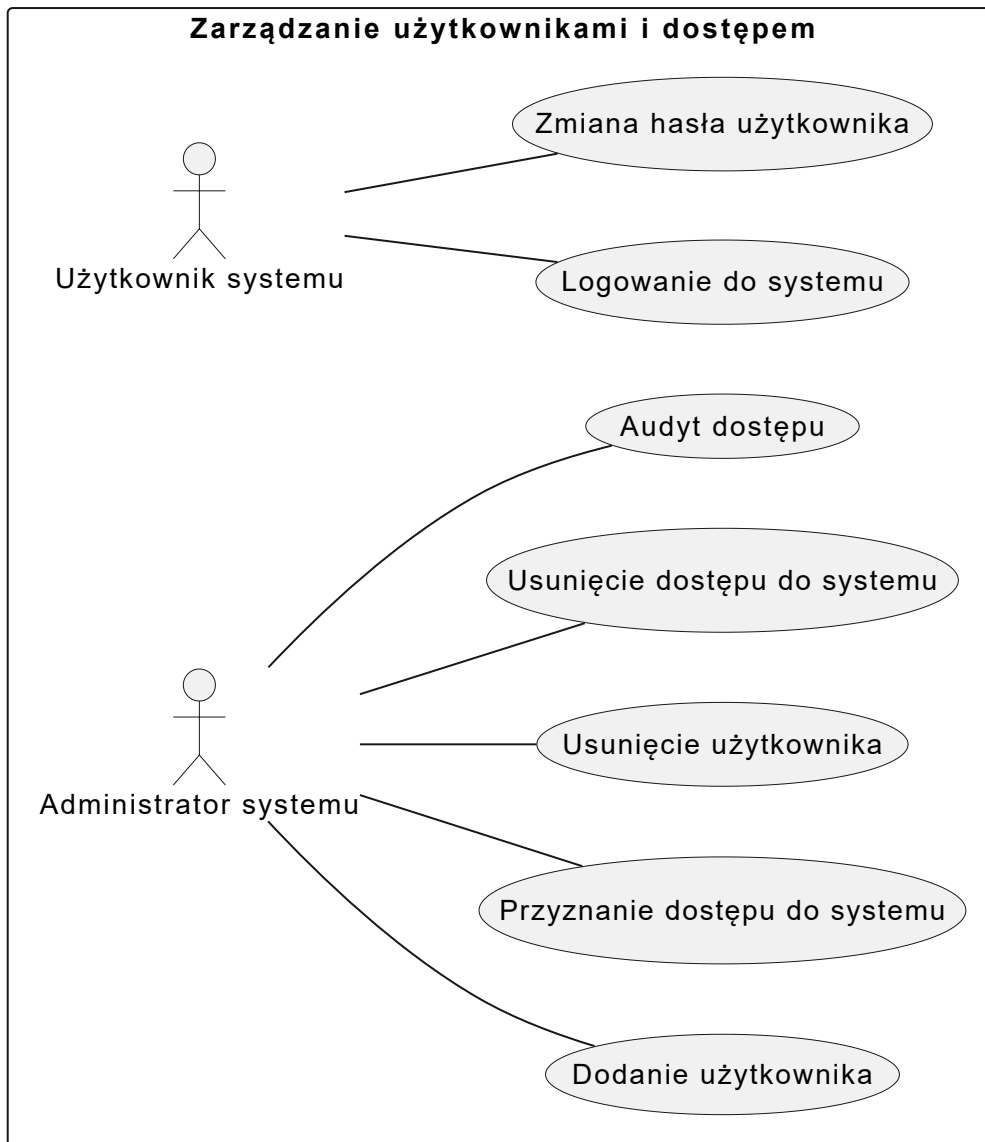 Zarządzanie użytkownikami i dostępem
Zmiana hasła użytkownika
Użytkownik systemu
Logowanie do systemu
Audyt dostępu
Usunięcie dostępu do systemu
Usunięcie użytkownika
Administrator systemu
Przyznanie dostępu do systemu
Dodanie użytkownika